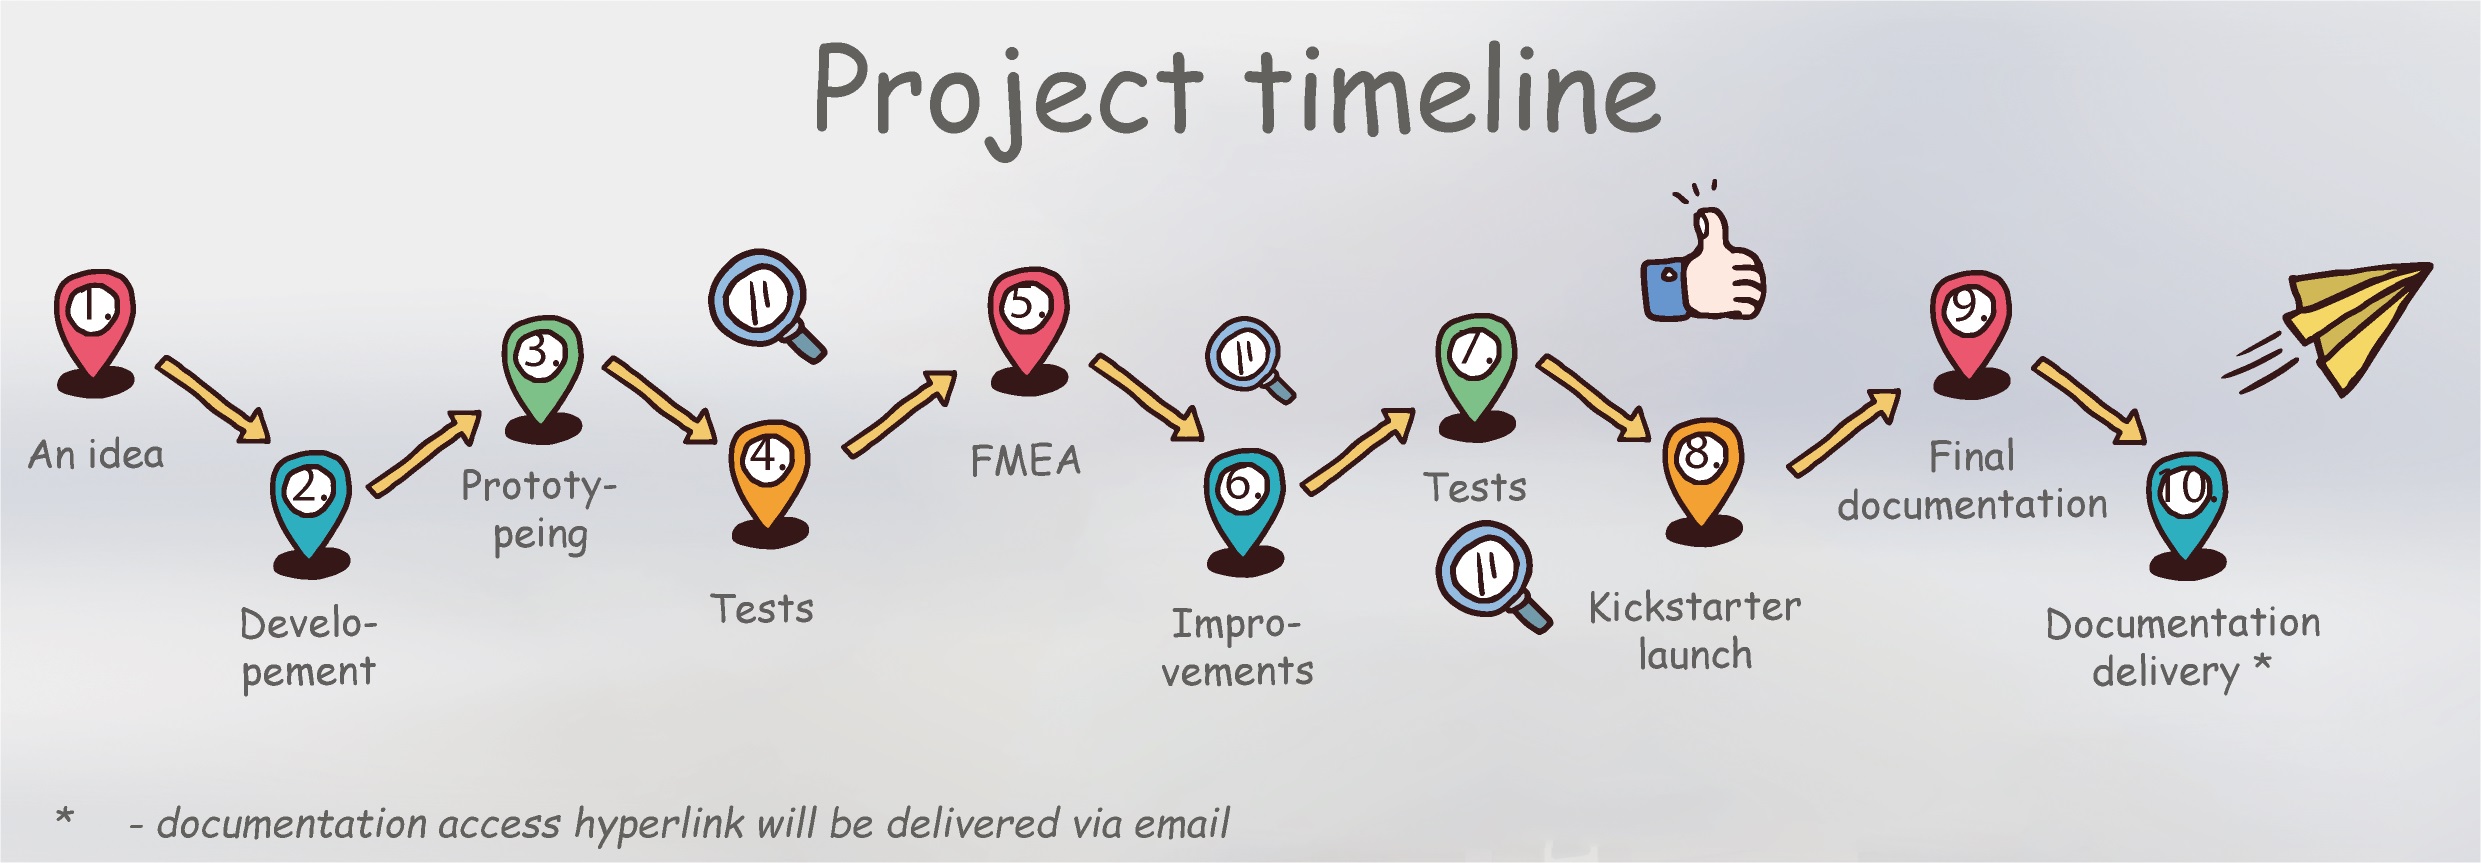 Project timeline
1.
An idea
2.
Develo-
pement
3.
Prototy-
peing
4.
Tests
5.
FMEA
6.
Impro-
vements
7.
Tests
8.
Kickstarter
launch
9.
Final
documentation
10.
Documentation
delivery *
* - documentation access hyperlink will be delivered via email